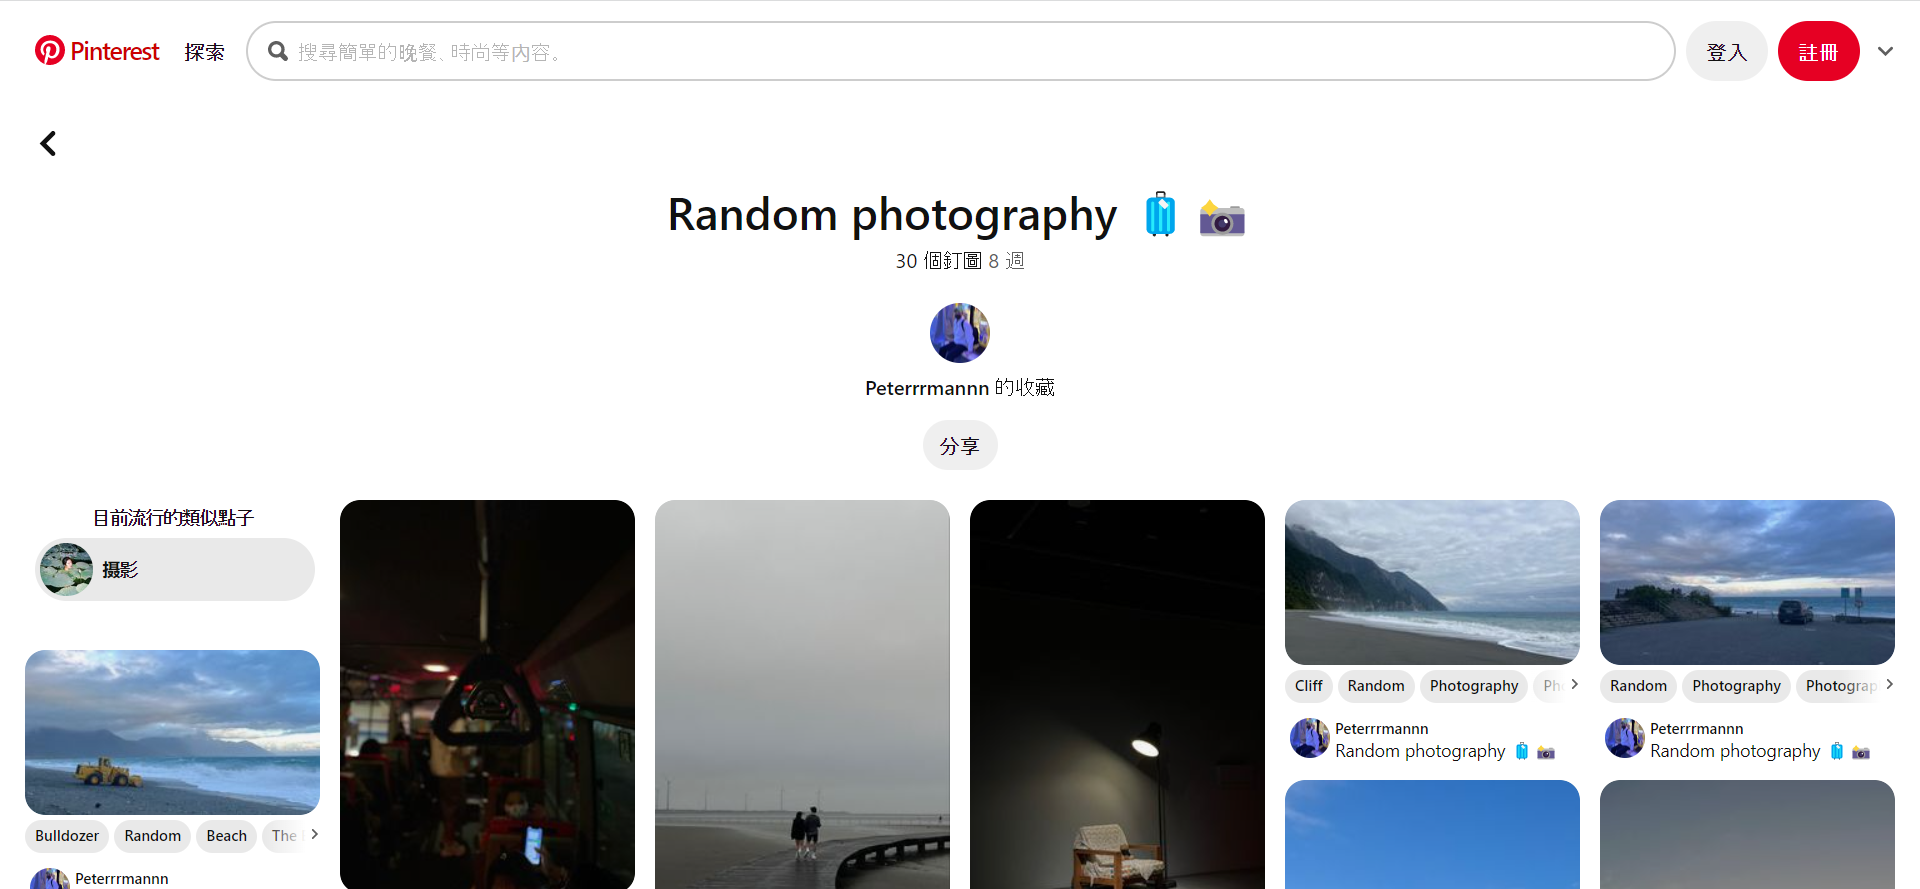 Pinterest
探索
搜尋簡單的晚餐、時尚等內容。
登入
註冊
Random photography
30 個釘圖 8 週
Peterrrmannn 的收藏
分享
目前流行的類似點子
攝影
Bulldozer Random Beach The
Peterrrmannn
Cliff Random Photography
Peterrrmannn
Random photography
Random Photography Photograp
Peterrrmannn
Random photography